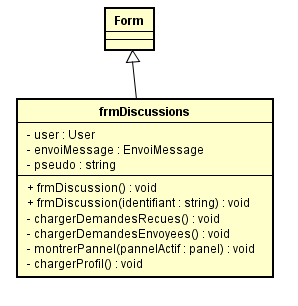 Form
frmDiscussions
- user : User
- envoiMessage : EnvoiMessage
- pseudo : string
+ frmDiscussion() : void
+ frmDiscussion(identifiant : string) : void
- chargerDemandesRecues() : void
- chargerDemandesEnvoyees() : void
- montrerPannel(pannelActif : panel) : void
- chargerProfil() : void